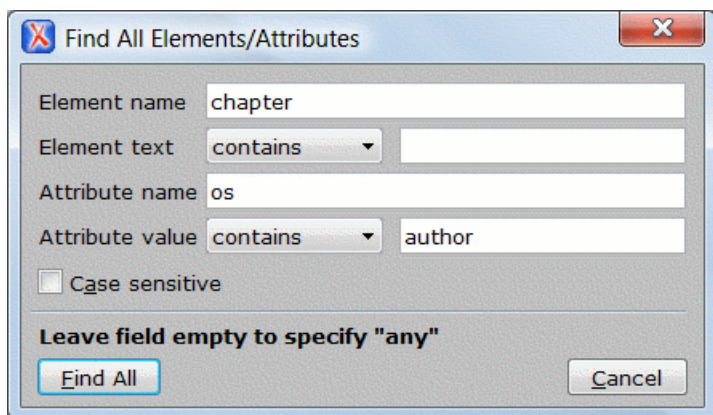 Find All Elements/Attributes
Element name chapter
Element text contains
Attribute name os
Attribute value contains author
Case sensitive
Leave field empty to specify "any"
Find All Cancel